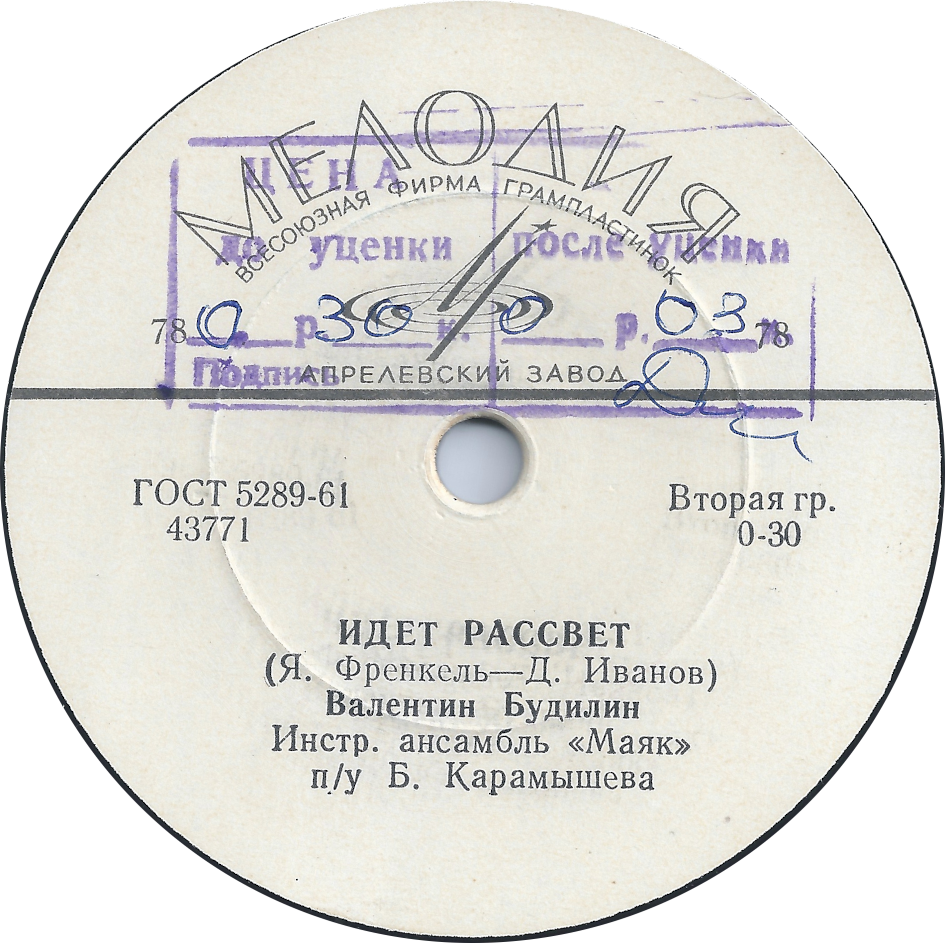 МЕЛОДИЯ
ВСЕСОЮЗНАЯ ФИРМА ГРАМПЛАСТИНОК
ЦЕНА
до уценки после уценки
78 0 р. 30 к. 0 р. 03 к. 78
Подпись
АПРЕЛЕВСКИЙ ЗАВОД
ГОСТ 5289-61 Вторая гр.
43771 0-30
ИДЕТ РАССВЕТ
(Я. Френкель—Д. Иванов)
Валентин Будилин
Инстр. ансамбль «Маяк»
п/у Б. Карамышева